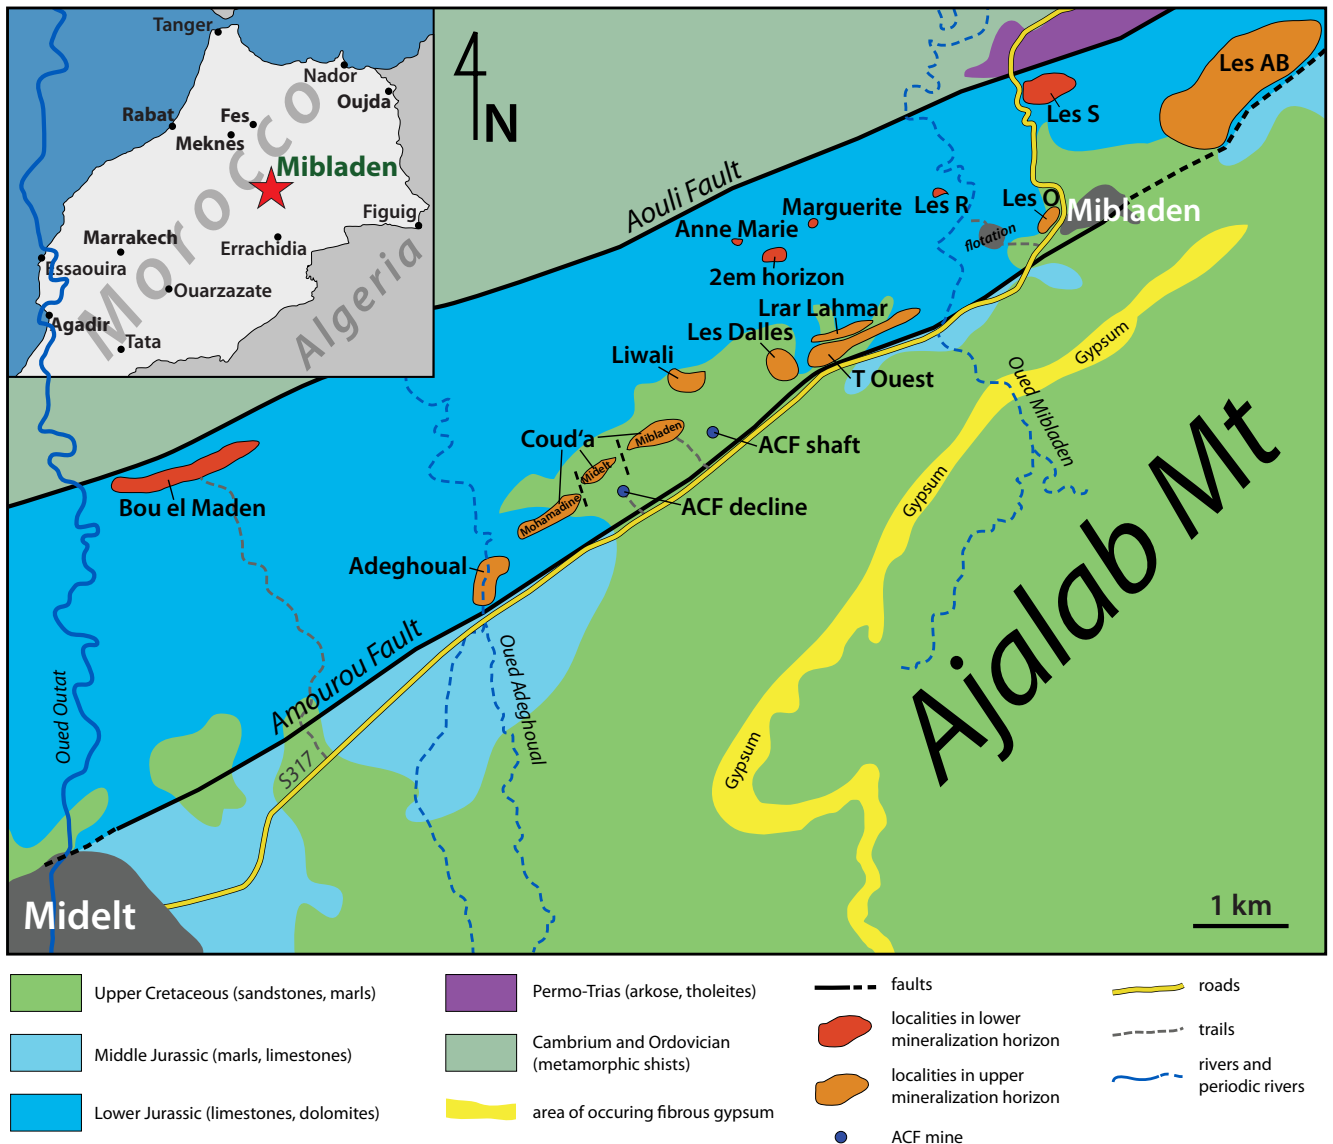 Tanger
Nador
Oujda
Rabat
Fes
Meknès
Mibladen
Morocco
Figuig
Marrakech
Errachidia
Essaouira
Ouarzazate
Algeria
Agadir
Tata
N
Les AB
Les S
Aouli Fault
Les R
Les O
Mibladen
Marguerite
Anne Marie
flotation
2em horizon
Lrar Lahmar
Les Dalles
Gypsum
Liwali
T Ouest
Oued Mibladen
Coud‘a
Mibladen
ACF shaft
Midelt
Gypsum
Bou el Maden
Mohamadine
ACF decline
Ajalab Mt
Adeghoual
Amourou Fault
Oued Adeghoual
Oued Outat
S317
Gypsum
Midelt
1 km
Upper Cretaceous (sandstones, marls)
Middle Jurassic (marls, limestones)
Lower Jurassic (limestones, dolomites)
Permo-Trias (arkose, tholeites)
Cambrium and Ordovician
(metamorphic shists)
area of occuring fibrous gypsum
faults
localities in lower
mineralization horizon
localities in upper
mineralization horizon
ACF mine
roads
trails
rivers and
periodic rivers